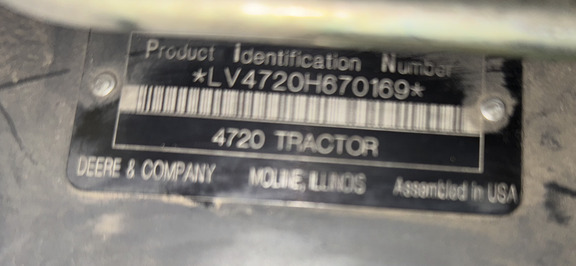 Product Identification Number
*LV4720H670169*
4720 TRACTOR
DEERE & COMPANY MOLINE, ILLINOIS Assembled in USA